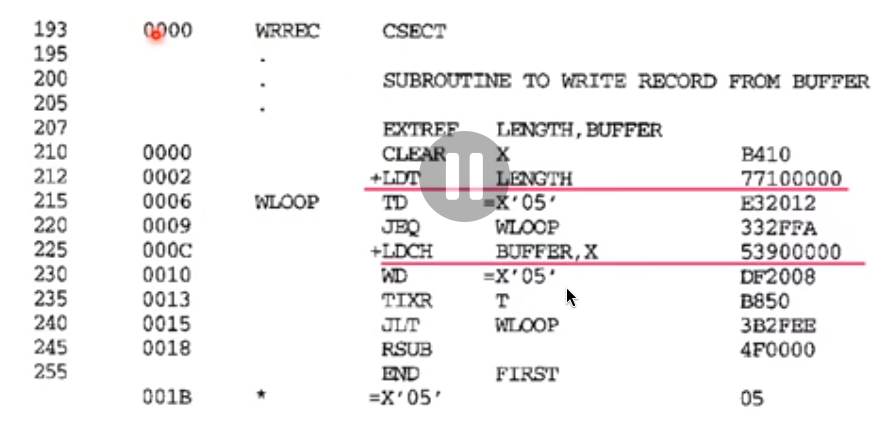 193 0000 WRREC CSECT
195 .
200 . SUBROUTINE TO WRITE RECORD FROM BUFFER
205 .
207 EXTREF LENGTH,BUFFER
210 0000 CLEAR X B410
212 0002 +LDT LENGTH 77100000
215 0006 WLOOP TD =X'05' E32012
220 0009 JEQ WLOOP 332FFA
225 000C +LDCH BUFFER,X 53900000
230 0010 WD =X'05' DF2008
235 0013 TIXR T B850
240 0015 JLT WLOOP 3B2FEE
245 0018 RSUB 4F0000
255 END FIRST
001B * =X'05' 05